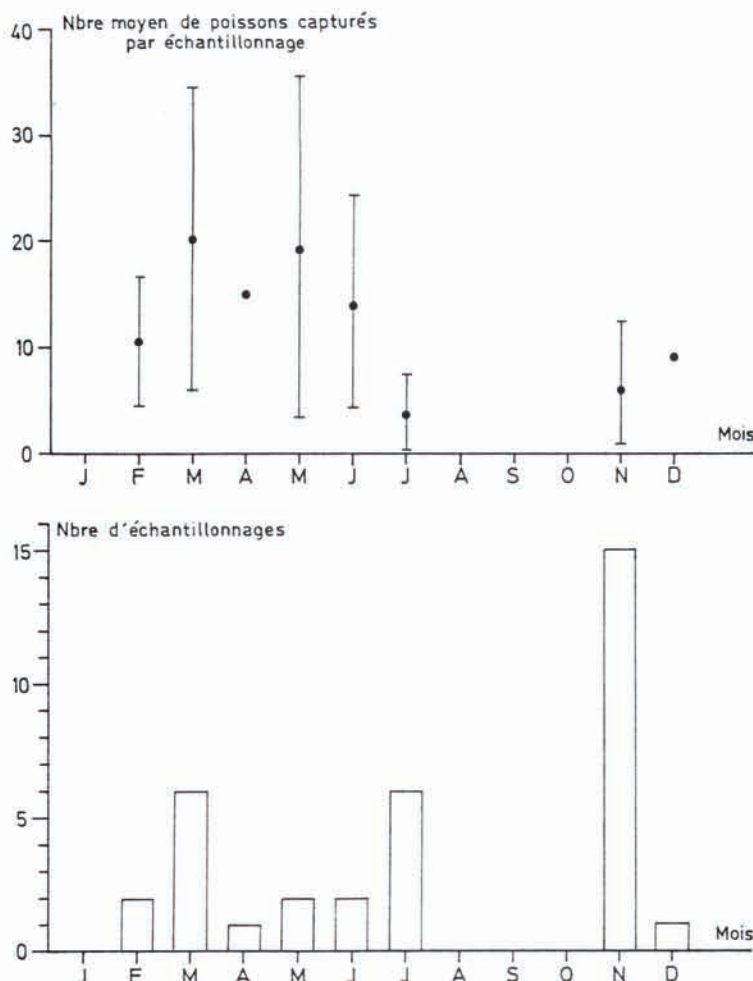 Nbre moyen de poissons capturés
par échantillonnage
40
30
20
10
0
Mois
J F M A M J J A S O N D
Nbre d'échantillonnages
15
10
5
0
Mois
J F M A M J J A S O N D